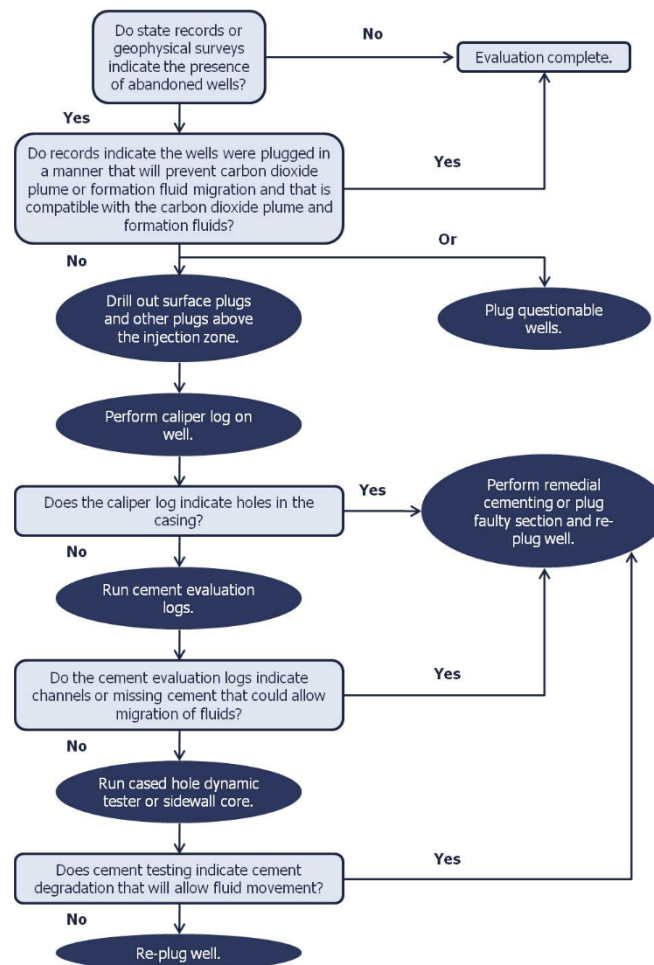 Do state records or
geophysical surveys
indicate the presence
of abandoned wells?
No
Evaluation complete.
Yes
Do records indicate the wells were plugged in
a manner that will prevent carbon dioxide
plume or formation fluid migration and that is
compatible with the carbon dioxide plume and
formation fluids?
Yes
No
Or
Drill out surface plugs
and other plugs above
the injection zone.
Plug questionable
wells.
Perform caliper log on
well.
Does the caliper log indicate holes in the
casing?
Yes
Perform remedial
cementing or plug
faulty section and re-
plug well.
No
Run cement evaluation
logs.
Do the cement evaluation logs indicate
channels or missing cement that could allow
migration of fluids?
Yes
No
Run cased hole dynamic
tester or sidewall core.
Does cement testing indicate cement
degradation that will allow fluid movement?
Yes
No
Re-plug well.